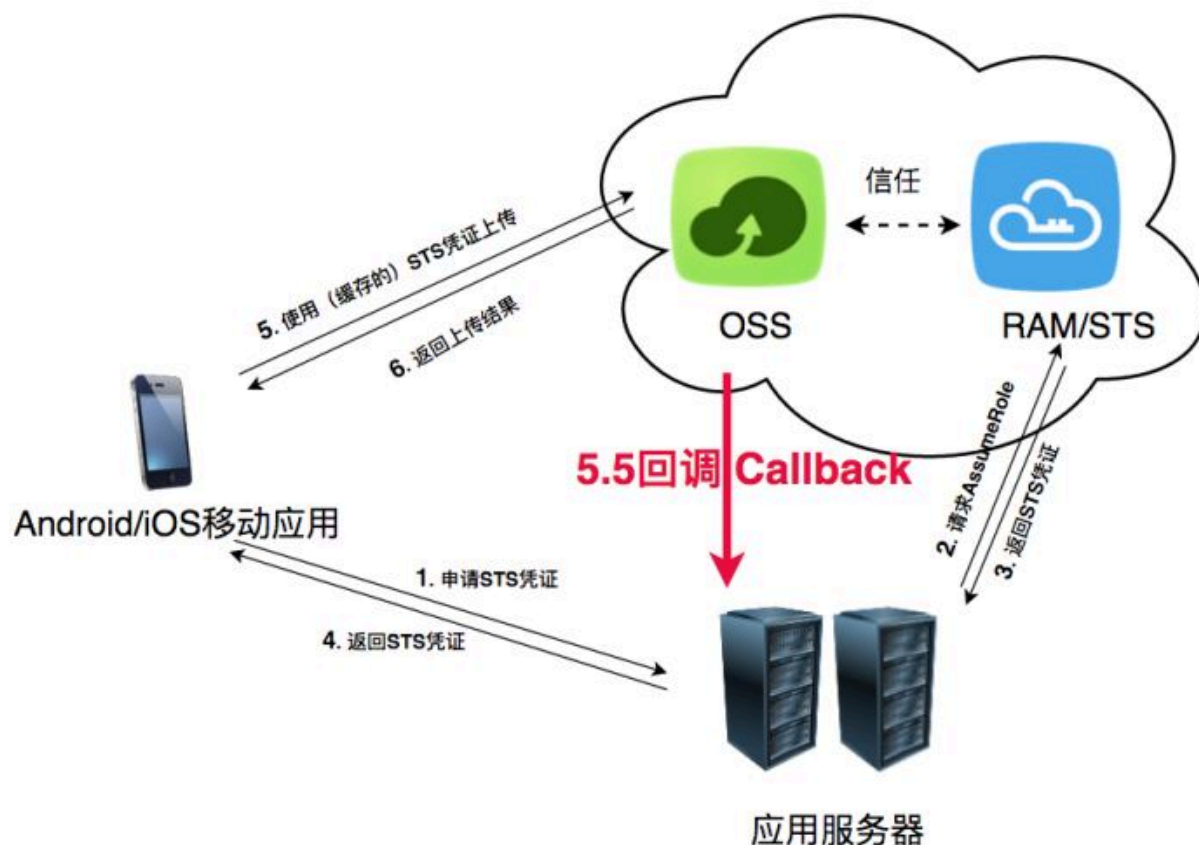 信任
OSS
RAM/STS
5. 使用（缓存的）STS凭证上传
6. 返回上传结果
5.5回调 Callback
2. 请求AssumeRole
3. 返回STS凭证
Android/iOS移动应用
1. 申请STS凭证
4. 返回STS凭证
应用服务器